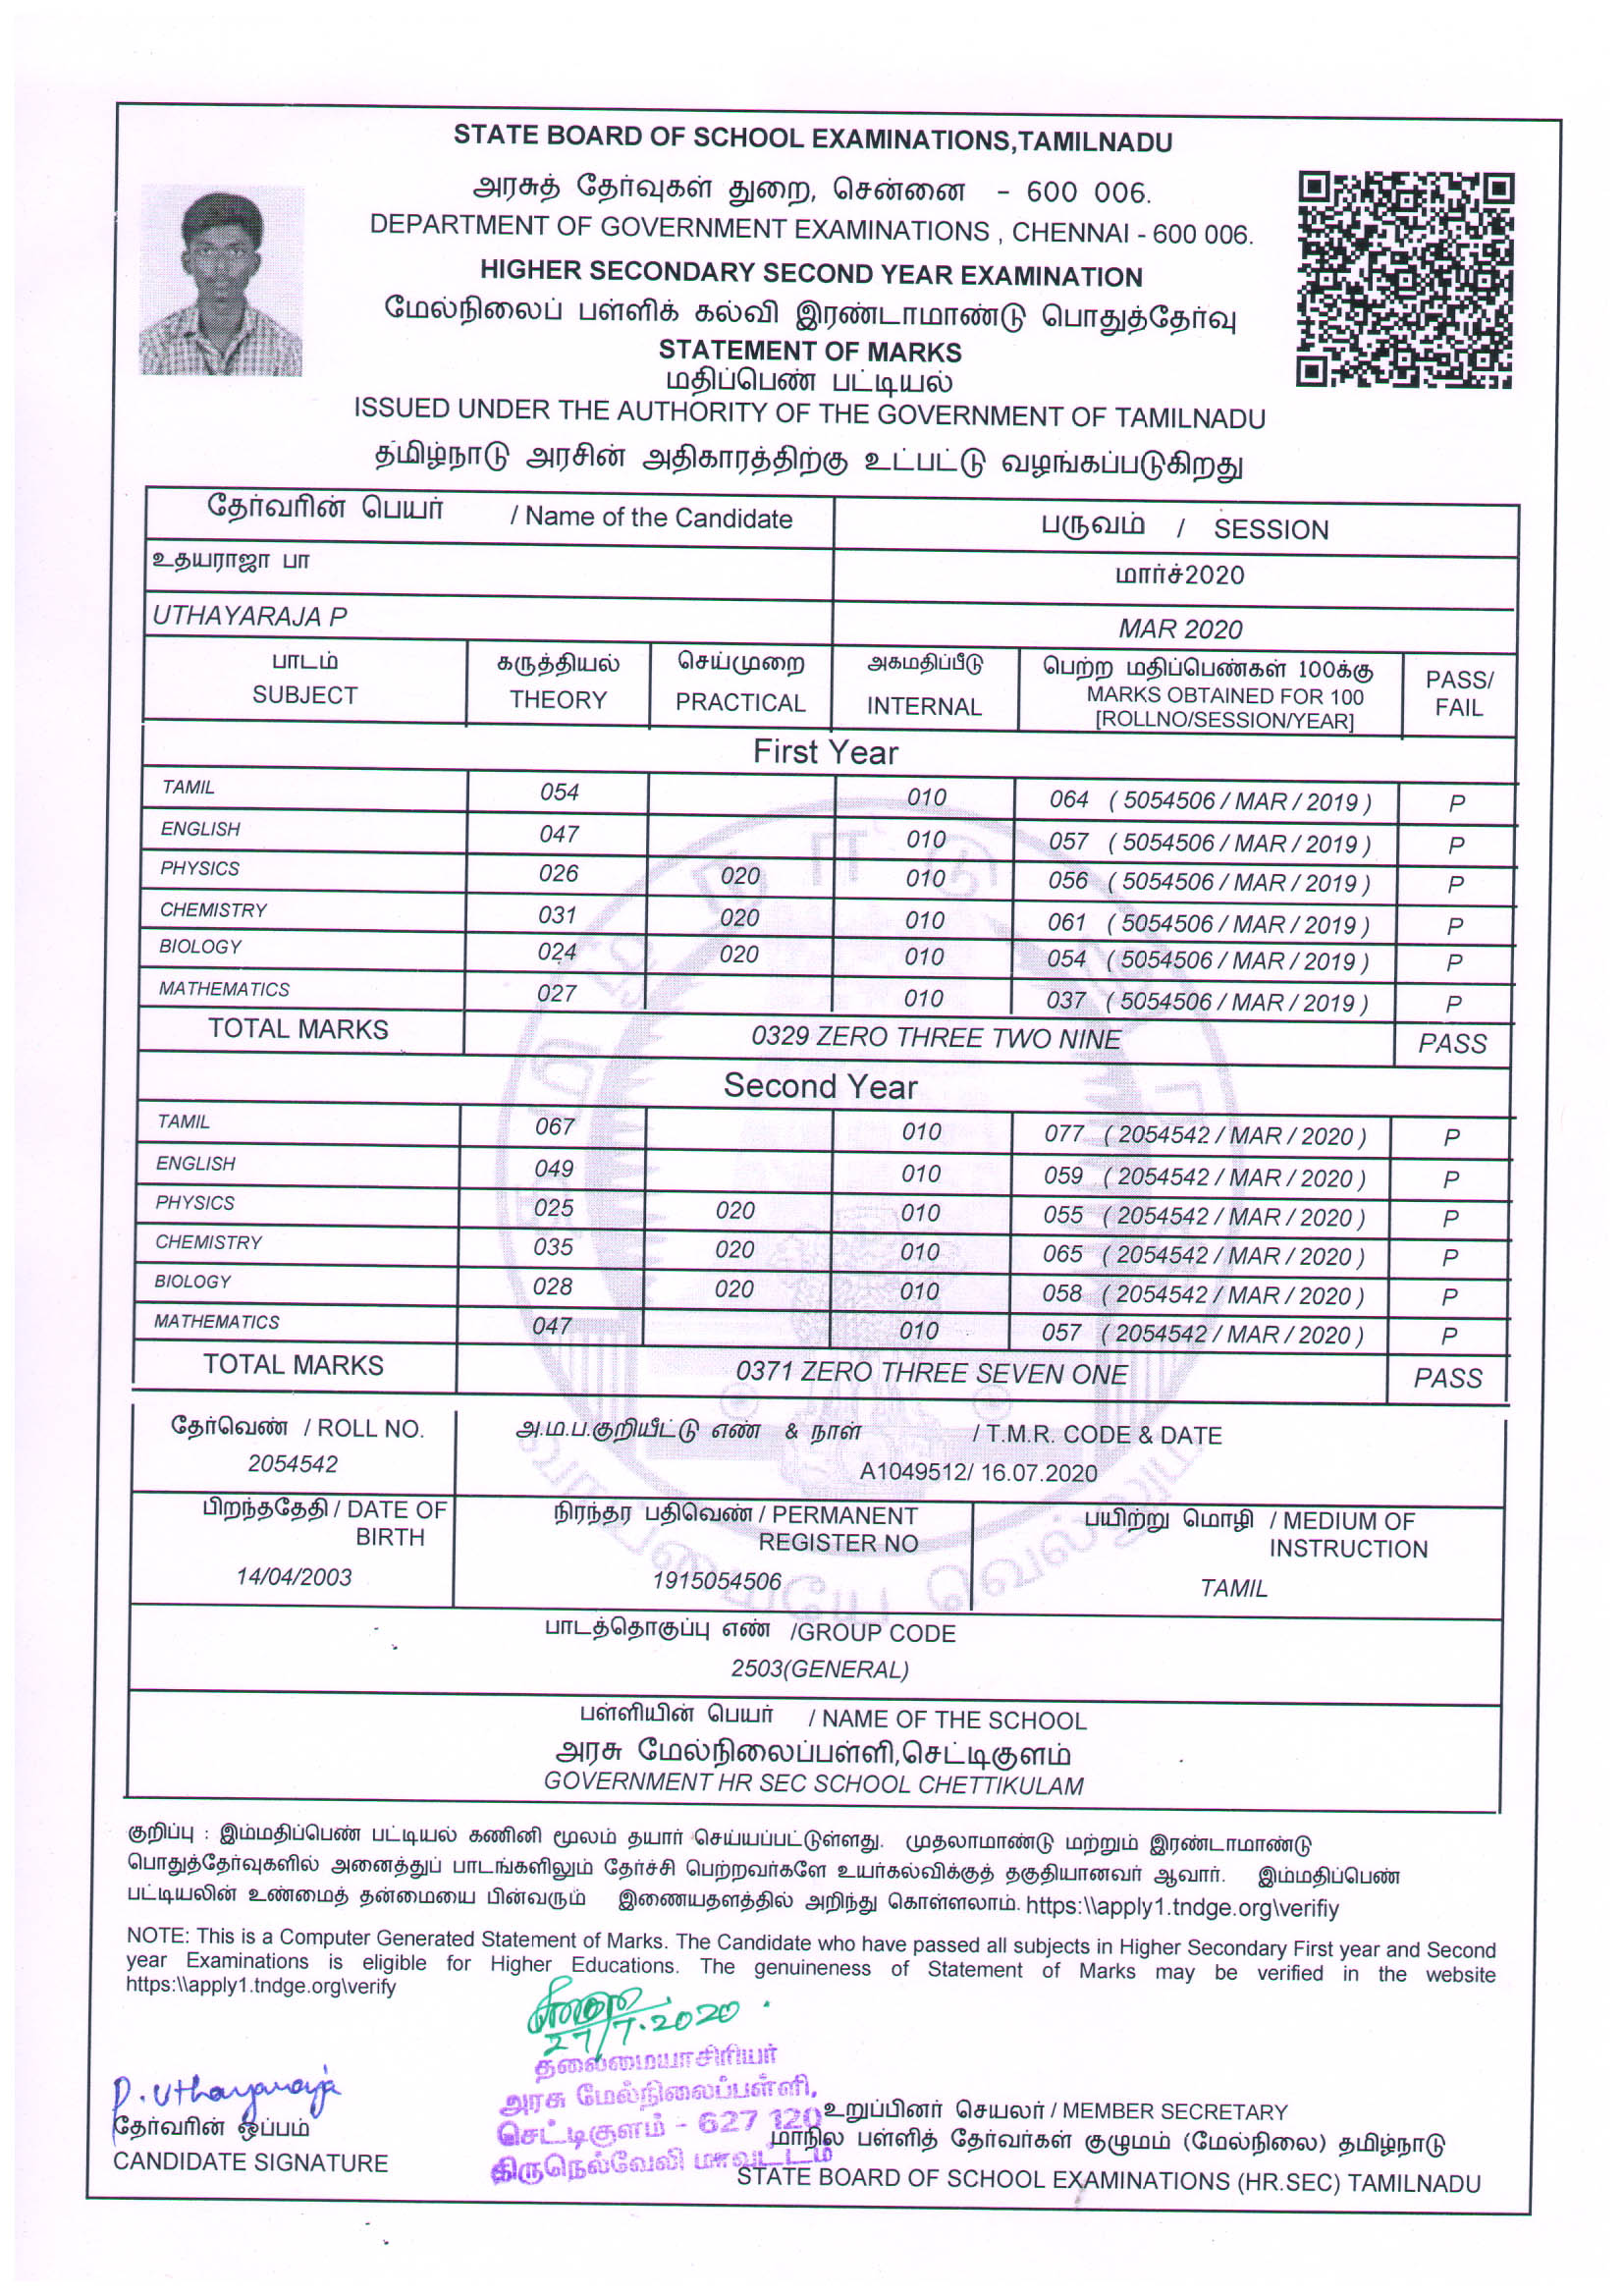 STATE BOARD OF SCHOOL EXAMINATIONS,TAMILNADU
அரசுத் தேர்வுகள் துறை, சென்னை - 600 006.
DEPARTMENT OF GOVERNMENT EXAMINATIONS , CHENNAI - 600 006.
HIGHER SECONDARY SECOND YEAR EXAMINATION
மேல்நிலைப் பள்ளிக் கல்வி இரண்டாமாண்டு பொதுத்தேர்வு
STATEMENT OF MARKS
மதிப்பெண் பட்டியல்
ISSUED UNDER THE AUTHORITY OF THE GOVERNMENT OF TAMILNADU
தமிழ்நாடு அரசின் அதிகாரத்திற்கு உட்பட்டு வழங்கப்படுகிறது
தேர்வரின் பெயர் / Name of the Candidate பருவம் / SESSION
உதயராஜா பா மார்ச்2020
UTHAYARAJA P MAR 2020
பாடம் கருத்தியல் செய்முறை அகமதிப்பீடு பெற்ற மதிப்பெண்கள் 100க்கு PASS/
SUBJECT THEORY PRACTICAL INTERNAL MARKS OBTAINED FOR 100 FAIL
[ROLLNO/SESSION/YEAR]
First Year
TAMIL 054 010 064 ( 5054506 / MAR / 2019 ) P
ENGLISH 047 010 057 ( 5054506 / MAR / 2019 ) P
PHYSICS 026 020 010 056 ( 5054506 / MAR / 2019 ) P
CHEMISTRY 031 020 010 061 ( 5054506 / MAR / 2019 ) P
BIOLOGY 024 020 010 054 ( 5054506 / MAR / 2019 ) P
MATHEMATICS 027 010 037 ( 5054506 / MAR / 2019 ) P
TOTAL MARKS 0329 ZERO THREE TWO NINE PASS
Second Year
TAMIL 067 010 077 ( 2054542 / MAR / 2020 ) P
ENGLISH 049 010 059 ( 2054542 / MAR / 2020 ) P
PHYSICS 025 020 010 055 ( 2054542 / MAR / 2020 ) P
CHEMISTRY 035 020 010 065 ( 2054542 / MAR / 2020 ) P
BIOLOGY 028 020 010 058 ( 2054542 / MAR / 2020 ) P
MATHEMATICS 047 010 057 ( 2054542 / MAR / 2020 ) P
TOTAL MARKS 0371 ZERO THREE SEVEN ONE PASS
தேர்வெண் / ROLL NO. அ.ம.ப.குறியீட்டு எண் & நாள் / T.M.R. CODE & DATE
2054542 A1049512/ 16.07.2020
பிறந்ததேதி / DATE OF நிரந்தர பதிவெண் / PERMANENT பயிற்று மொழி / MEDIUM OF
BIRTH REGISTER NO INSTRUCTION
14/04/2003 1915054506 TAMIL
பாடத்தொகுப்பு எண் /GROUP CODE
2503(GENERAL)
பள்ளியின் பெயர் / NAME OF THE SCHOOL
அரசு மேல்நிலைப்பள்ளி,செட்டிகுளம்
GOVERNMENT HR SEC SCHOOL CHETTIKULAM
குறிப்பு : இம்மதிப்பெண் பட்டியல் கணினி மூலம் தயார் செய்யப்பட்டுள்ளது. முதலாமாண்டு மற்றும் இரண்டாமாண்டு
பொதுத்தேர்வுகளில் அனைத்துப் பாடங்களிலும் தேர்ச்சி பெற்றவர்களே உயர்கல்விக்குத் தகுதியானவர் ஆவார். இம்மதிப்பெண்
பட்டியலின் உண்மைத் தன்மையை பின்வரும் இணையதளத்தில் அறிந்து கொள்ளலாம். https:\\apply1.tndge.org\verifiy
NOTE: This is a Computer Generated Statement of Marks. The Candidate who have passed all subjects in Higher Secondary First year and Second
year Examinations is eligible for Higher Educations. The genuineness of Statement of Marks may be verified in the website
https:\\apply1.tndge.org\verify
27/7.2020
தலைமையாசிரியர்
அரசு மேல்நிலைப்பள்ளி,
செட்டிகுளம் - 627 120
திருநெல்வேலி மாவட்டம்
P. Uthayaraja
தேர்வரின் ஒப்பம்
CANDIDATE SIGNATURE
உறுப்பினர் செயலர் / MEMBER SECRETARY
மாநில பள்ளித் தேர்வர்கள் குழுமம் (மேல்நிலை) தமிழ்நாடு
STATE BOARD OF SCHOOL EXAMINATIONS (HR.SEC) TAMILNADU